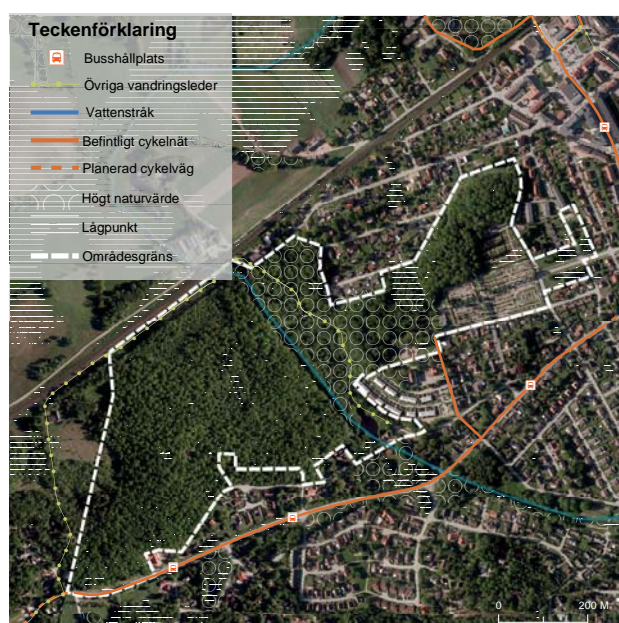 Teckenförklaring
Busshållplats
Övriga vandringsleder
Vattenstråk
Befintligt cykelnät
Planerad cykelväg
Högt naturvärde
Lågpunkt
Områdesgräns
0 200 M.